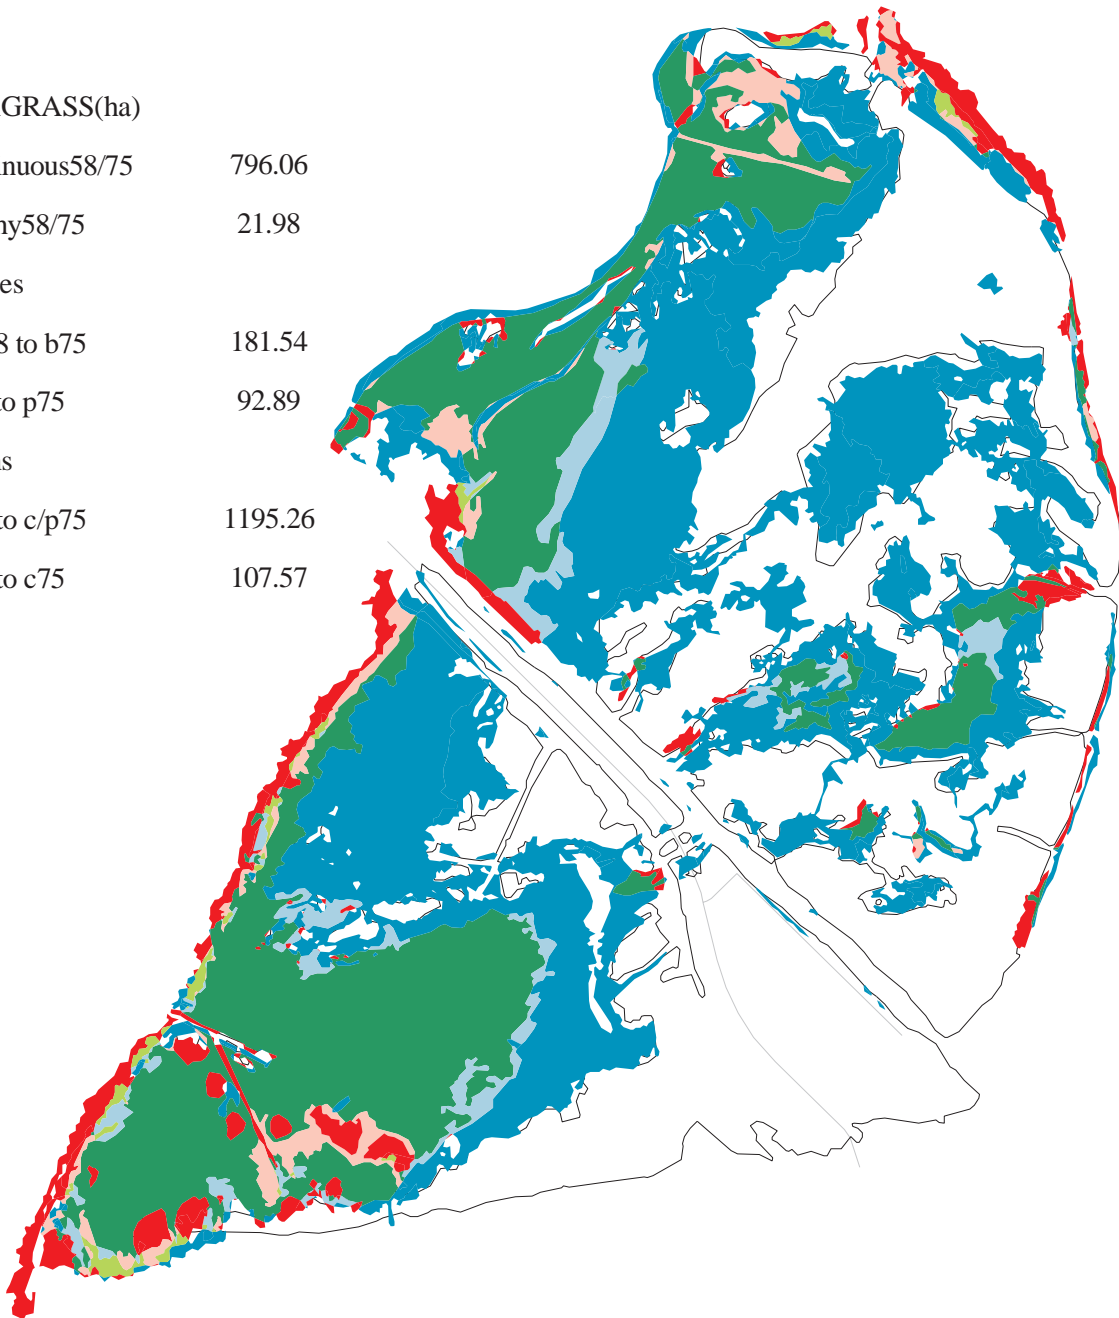 GRASS(ha)
nuous58/75 796.06
ny58/75 21.98
es
8 to b75 181.54
to p75 92.89
ns
to c/p75 1195.26
to c75 107.57